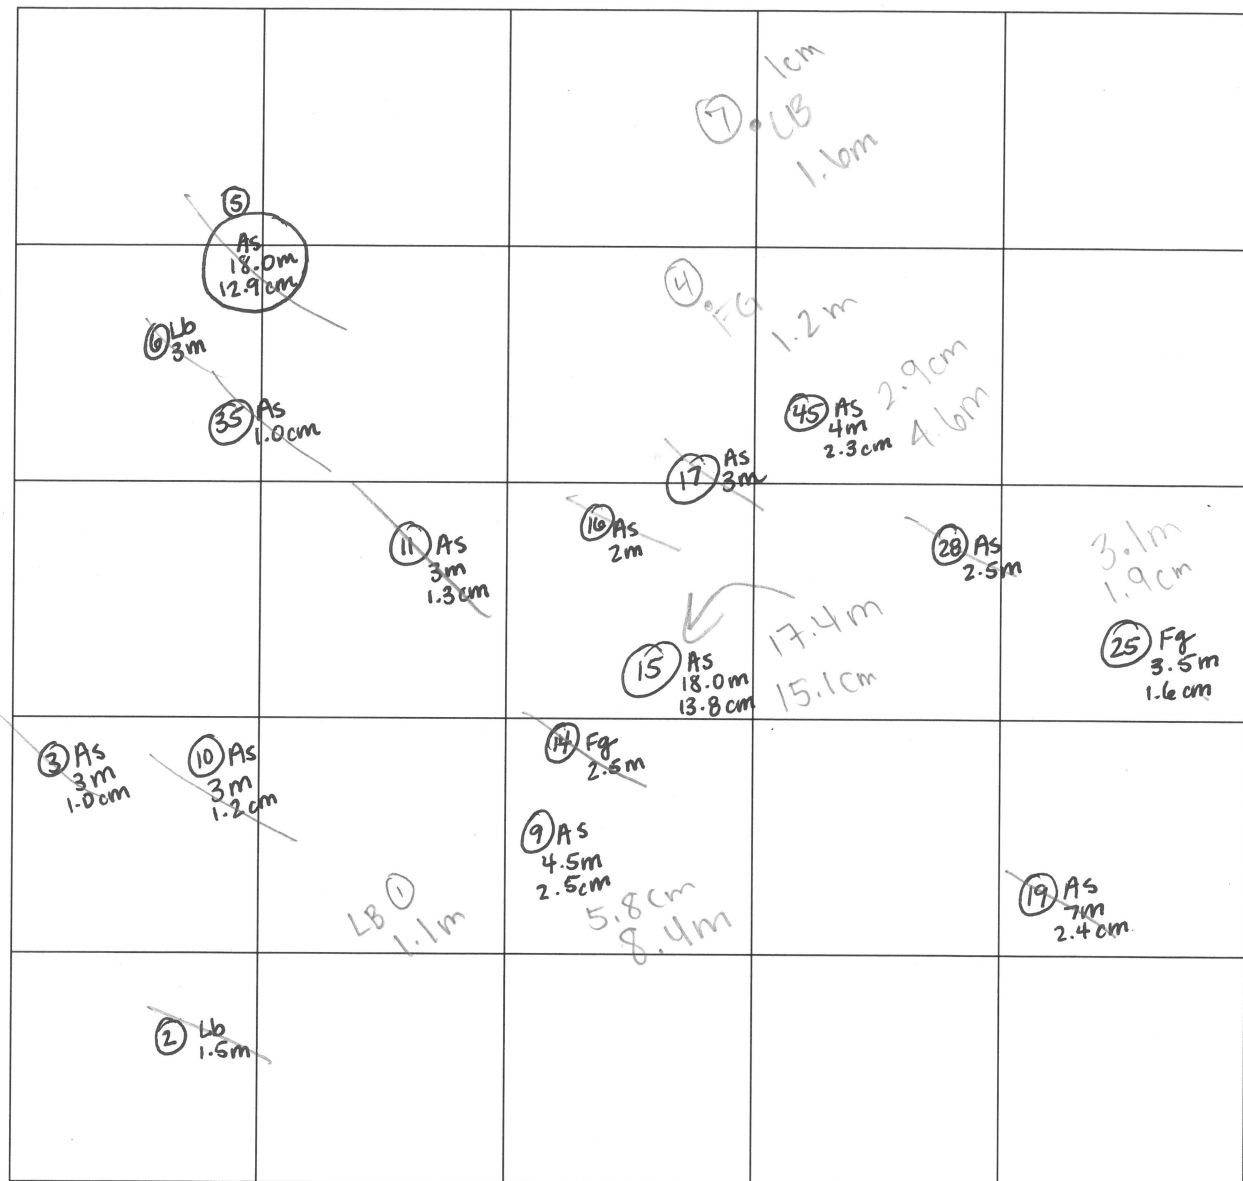 1cm
7 LB
1.6m
5
As
18.0m
12.9cm
4
FG
1.2m
6 Lb
3m
35 As
1.0cm
45 As
4m
2.3cm
2.9cm
4.6m
17 As
3m
11 As
3m
1.3cm
16 As
2m
28 As
2.5m
15 As
18.0m
13.8cm
17.4m
15.1cm
3.1m
1.9cm
25 Fg
3.5m
1.6cm
3 As
3m
1.0cm
10 As
3m
1.2cm
14 Fg
2.5m
9 As
4.5m
2.5cm
5.8cm
8.4m
LB 1
1.1m
19 As
7m
2.4cm
2 Lb
1.5m